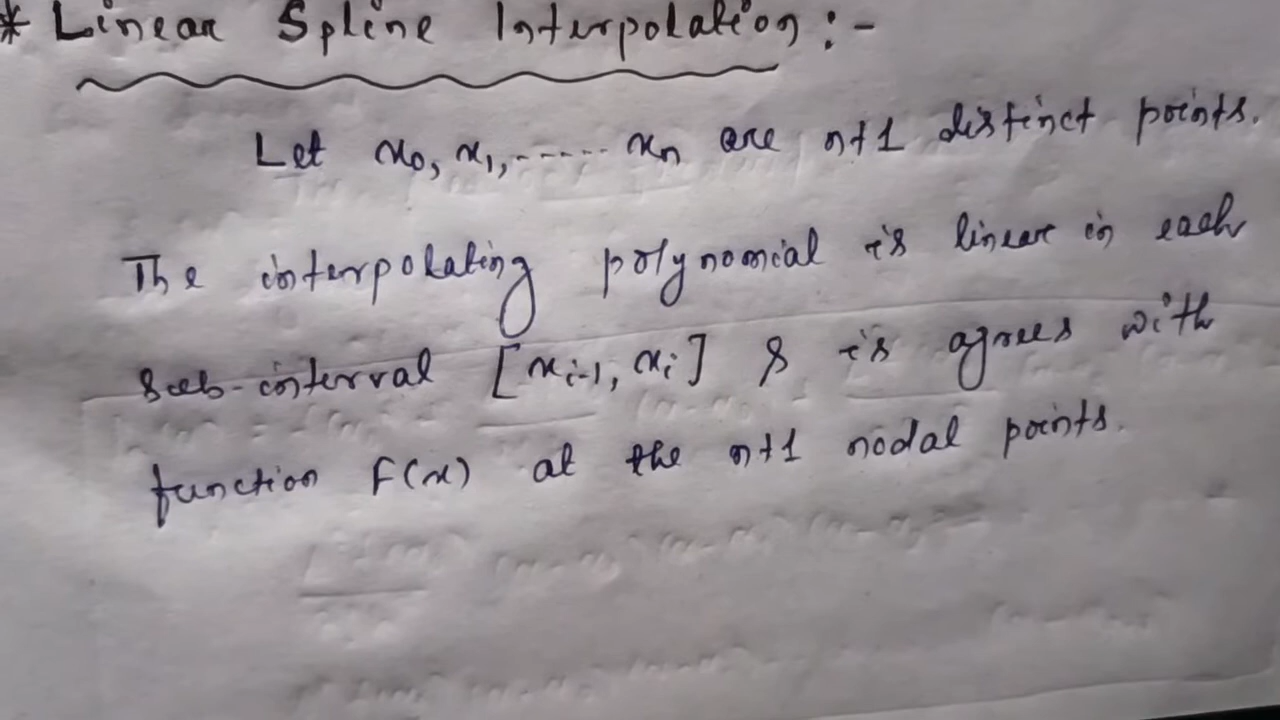 * Linear Spline Interpolation :-
Let x₀, x₁, ...... xₙ are n+1 distinct points.
The interpolating polynomial is linear in each
sub-interval [xᵢ₋₁, xᵢ] & is agrees with
function F(x) at the n+1 nodal points.